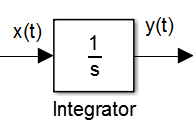 x(t)
y(t)
1
s
Integrator